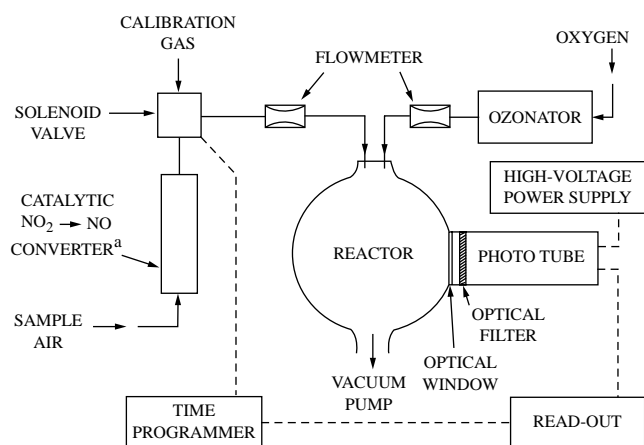 CALIBRATION
GAS
FLOWMETER
OXYGEN
SOLENOID
VALVE
OZONATOR
HIGH-VOLTAGE
POWER SUPPLY
CATALYTIC
NO₂ → NO
CONVERTERᵃ
REACTOR
PHOTO TUBE
SAMPLE
AIR
OPTICAL
FILTER
OPTICAL
WINDOW
VACUUM
PUMP
TIME
PROGRAMMER
READ-OUT